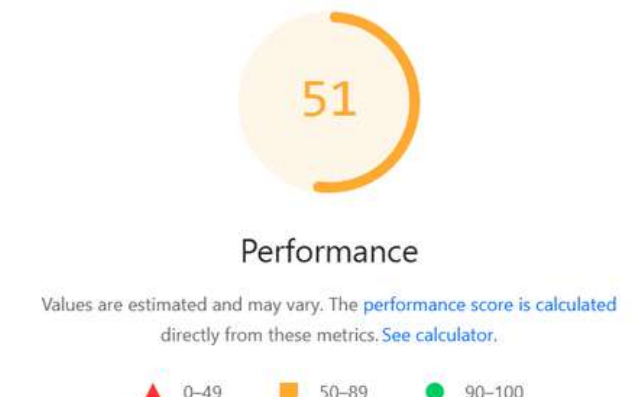 51
Performance
Values are estimated and may vary. The performance score is calculated
directly from these metrics. See calculator.
0–49 50–89 90–100